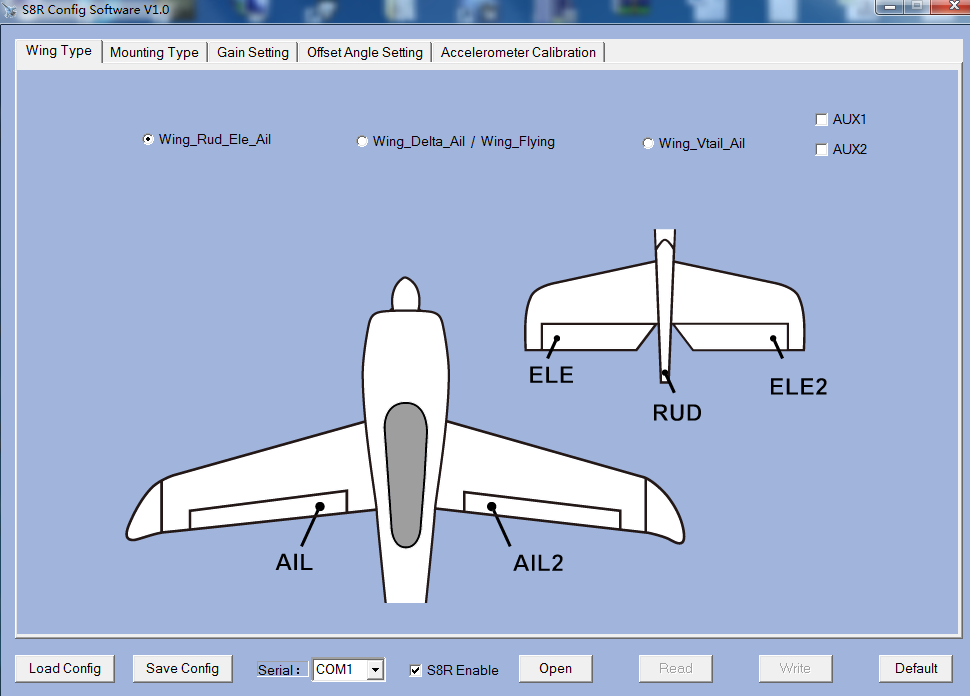 S8R Config Software V1.0
Wing Type Mounting Type Gain Setting Offset Angle Setting Accelerometer Calibration
AUX1
Wing_Rud_Ele_Ail Wing_Delta_Ail / Wing_Flying Wing_Vtail_Ail
AUX2
ELE
ELE2
RUD
AIL
AIL2
Load Config Save Config Serial: COM1 S8R Enable Open Read Write Default